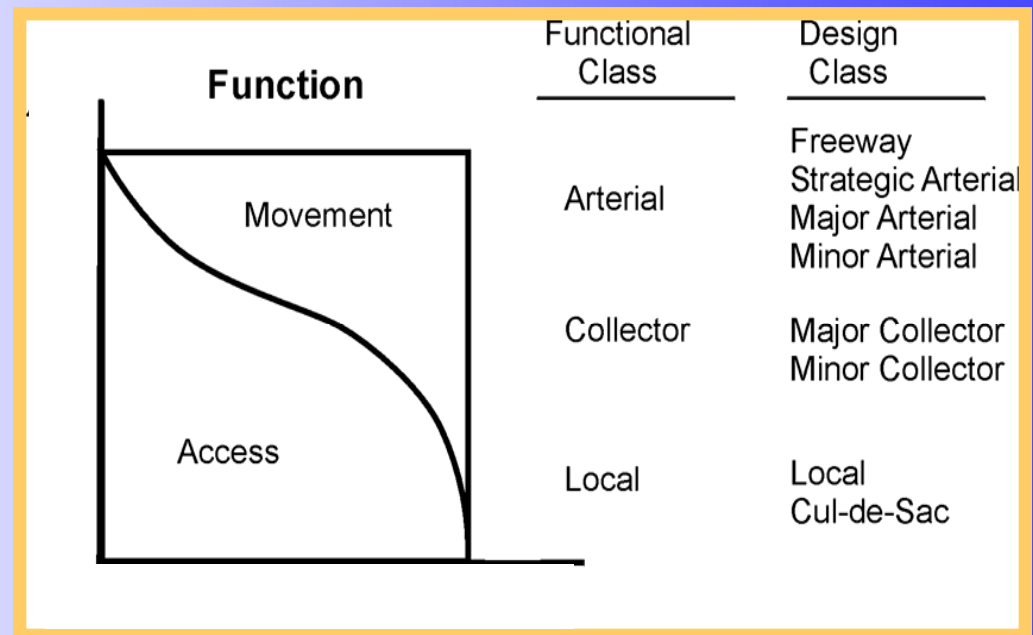 Function
Movement
Access
Functional
Class
Arterial
Collector
Local
Design
Class
Freeway
Strategic Arterial
Major Arterial
Minor Arterial
Major Collector
Minor Collector
Local
Cul-de-Sac